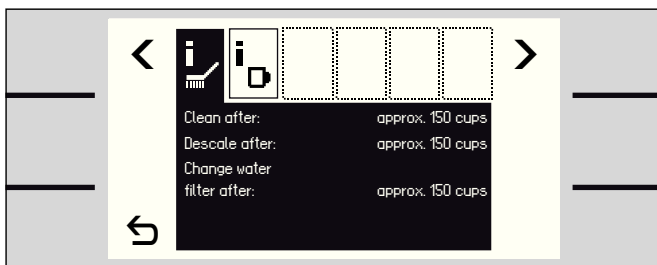 i i
Clean after: approx. 150 cups
Descale after: approx. 150 cups
Change water
filter after: approx. 150 cups